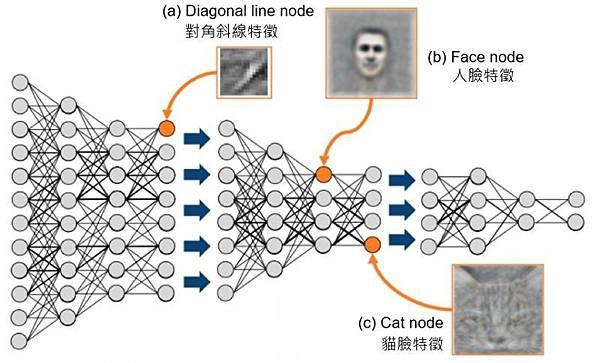 (a) Diagonal line node
對角斜線特徵
(b) Face node
人臉特徵
(c) Cat node
貓臉特徵